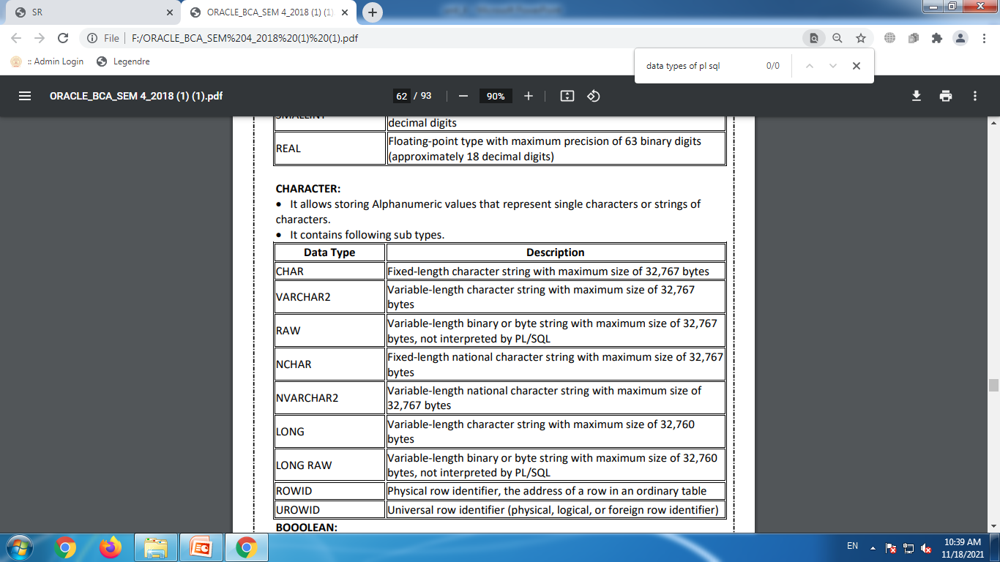 SR
ORACLE_BCA_SEM 4_2018 (1) (1)
File
F:/ORACLE_BCA_SEM%204_2018%20(1)%20(1).pdf
:: Admin Login
Legendre
data types of pl sql
0/0
ORACLE_BCA_SEM 4_2018 (1) (1).pdf
62 / 93
90%
decimal digits
REAL
Floating-point type with maximum precision of 63 binary digits
(approximately 18 decimal digits)
CHARACTER:
• It allows storing Alphanumeric values that represent single characters or strings of
characters.
• It contains following sub types.
Data Type
Description
CHAR
Fixed-length character string with maximum size of 32,767 bytes
VARCHAR2
Variable-length character string with maximum size of 32,767
bytes
RAW
Variable-length binary or byte string with maximum size of 32,767
bytes, not interpreted by PL/SQL
NCHAR
Fixed-length national character string with maximum size of 32,767
bytes
NVARCHAR2
Variable-length national character string with maximum size of
32,767 bytes
LONG
Variable-length character string with maximum size of 32,760
bytes
LONG RAW
Variable-length binary or byte string with maximum size of 32,760
bytes, not interpreted by PL/SQL
ROWID
Physical row identifier, the address of a row in an ordinary table
UROWID
Universal row identifier (physical, logical, or foreign row identifier)
BOOOLEAN:
EN
10:39 AM
11/18/2021